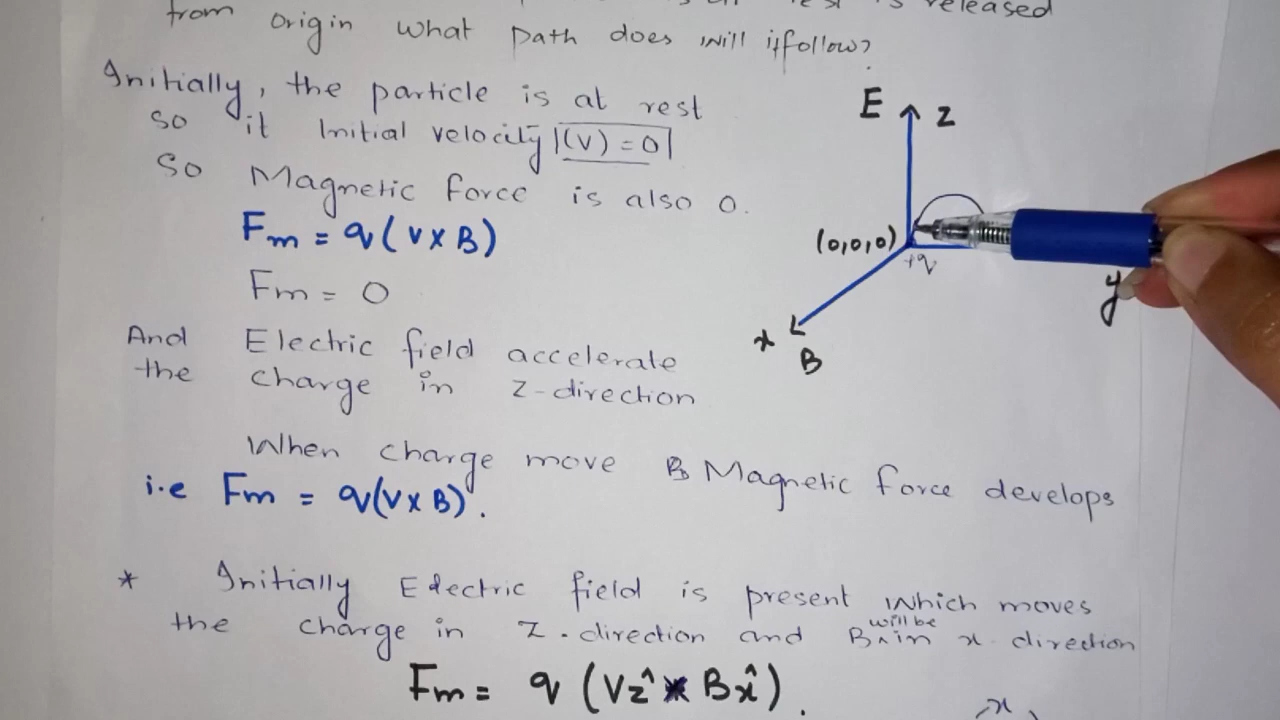 is released
from origin what path does will it follow?
Initially, the particle is at rest
so it Initial velocity |(V) = 0|
So Magnetic force is also 0.
Fm = q(V×B)
Fm = 0
And Electric field accelerate
the charge in Z-direction
When charge move B Magnetic force develops
i.e Fm = q(V×B).
* Initially Electric field is present which moves
the charge in Z-direction and B will be in x direction
Fm = q (Vẑ × Bx̂).
x
E
Z
(0,0,0)
+q
y
x
B